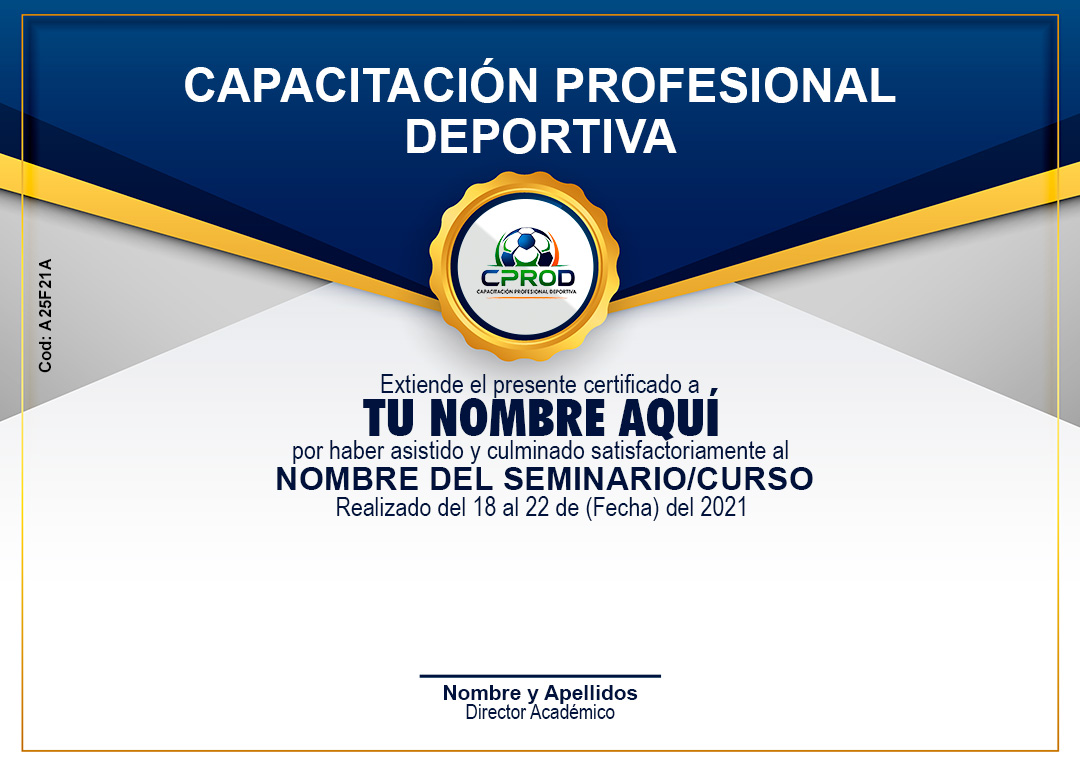 CAPACITACIÓN PROFESIONAL
DEPORTIVA
CPROD
CAPACITACIÓN PROFESIONAL DEPORTIVA
Cod: A25F21A
Extiende el presente certificado a
TU NOMBRE AQUÍ
por haber asistido y culminado satisfactoriamente al
NOMBRE DEL SEMINARIO/CURSO
Realizado del 18 al 22 de (Fecha) del 2021
Nombre y Apellidos
Director Académico